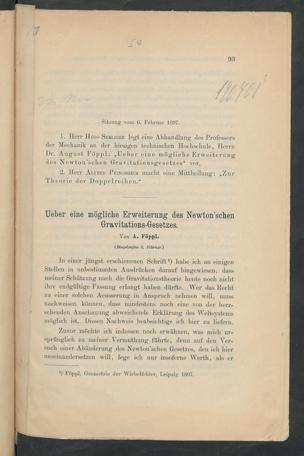 93
Sitzung vom 6. Februar 1897.
1. Herr Hugo Seeliger legt eine Abhandlung des Professors
der Mechanik an der hiesigen technischen Hochschule, Herrn
Dr. August Föppl: „Ueber eine mögliche Erweiterung
des Newton'schen Gravitationsgesetzes“ vor.
2. Herr Alfred Pringsheim macht eine Mittheilung: „Zur
Theorie der Doppelreihen.“
Ueber eine mögliche Erweiterung des Newton'schen
Gravitations-Gesetzes.
Von A. Föppl.
(Eingelaufen 6. Februar.)
In einer jüngst erschienenen Schrift¹) habe ich an einigen
Stellen in unbestimmten Ausdrücken darauf hingewiesen, dass
meiner Schätzung nach die Gravitationstheorie heute noch nicht
ihre endgültige Fassung erlangt haben dürfte. Wer das Recht
zu einer solchen Aeusserung in Anspruch nehmen will, muss
nachweisen können, dass mindestens noch eine von der herr-
schenden Anschauung abweichende Erklärung des Weltsystems
möglich ist. Diesen Nachweis beabsichtige ich hier zu liefern.
Zuvor möchte ich indessen noch erwähnen, was mich ur-
sprünglich zu meiner Vermuthung führte, denn auf den Ver-
such einer Abänderung des Newton'schen Gesetzes, den ich hier
auseinandersetzen will, lege ich nur insoferne Werth, als er
¹) Föppl, Geometrie der Wirbelfelder, Leipzig 1897.